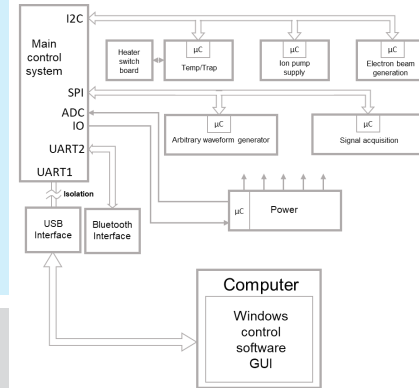 I2C
Main
control
system
Heater
switch
board
µC
Temp/Trap
µC
Ion pump
supply
µC
Electron beam
generation
SPI
ADC
IO
µC
Arbitrary waveform generator
µC
Signal acquisition
UART2
UART1
Isolation
µC
Power
USB
Interface
Bluetooth
Interface
Computer
Windows
control
software
GUI